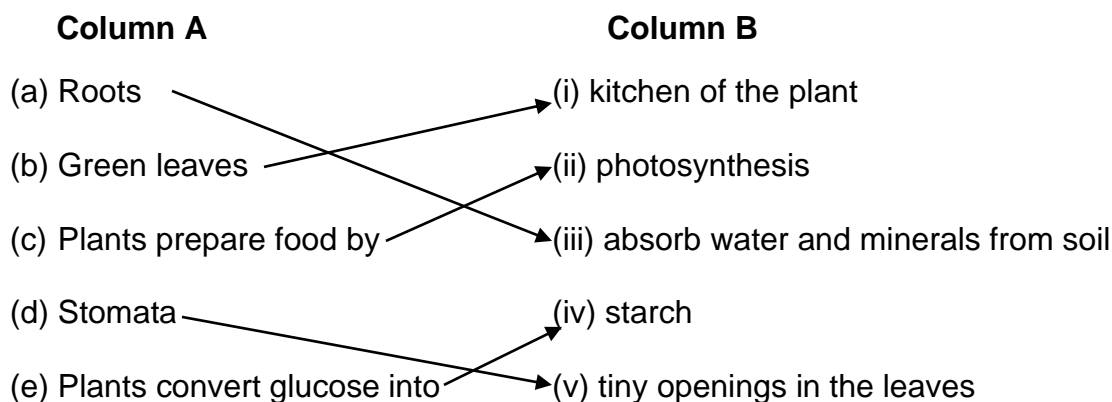 Column A Column B
(a) Roots (i) kitchen of the plant
(b) Green leaves (ii) photosynthesis
(c) Plants prepare food by (iii) absorb water and minerals from soil
(d) Stomata (iv) starch
(e) Plants convert glucose into (v) tiny openings in the leaves